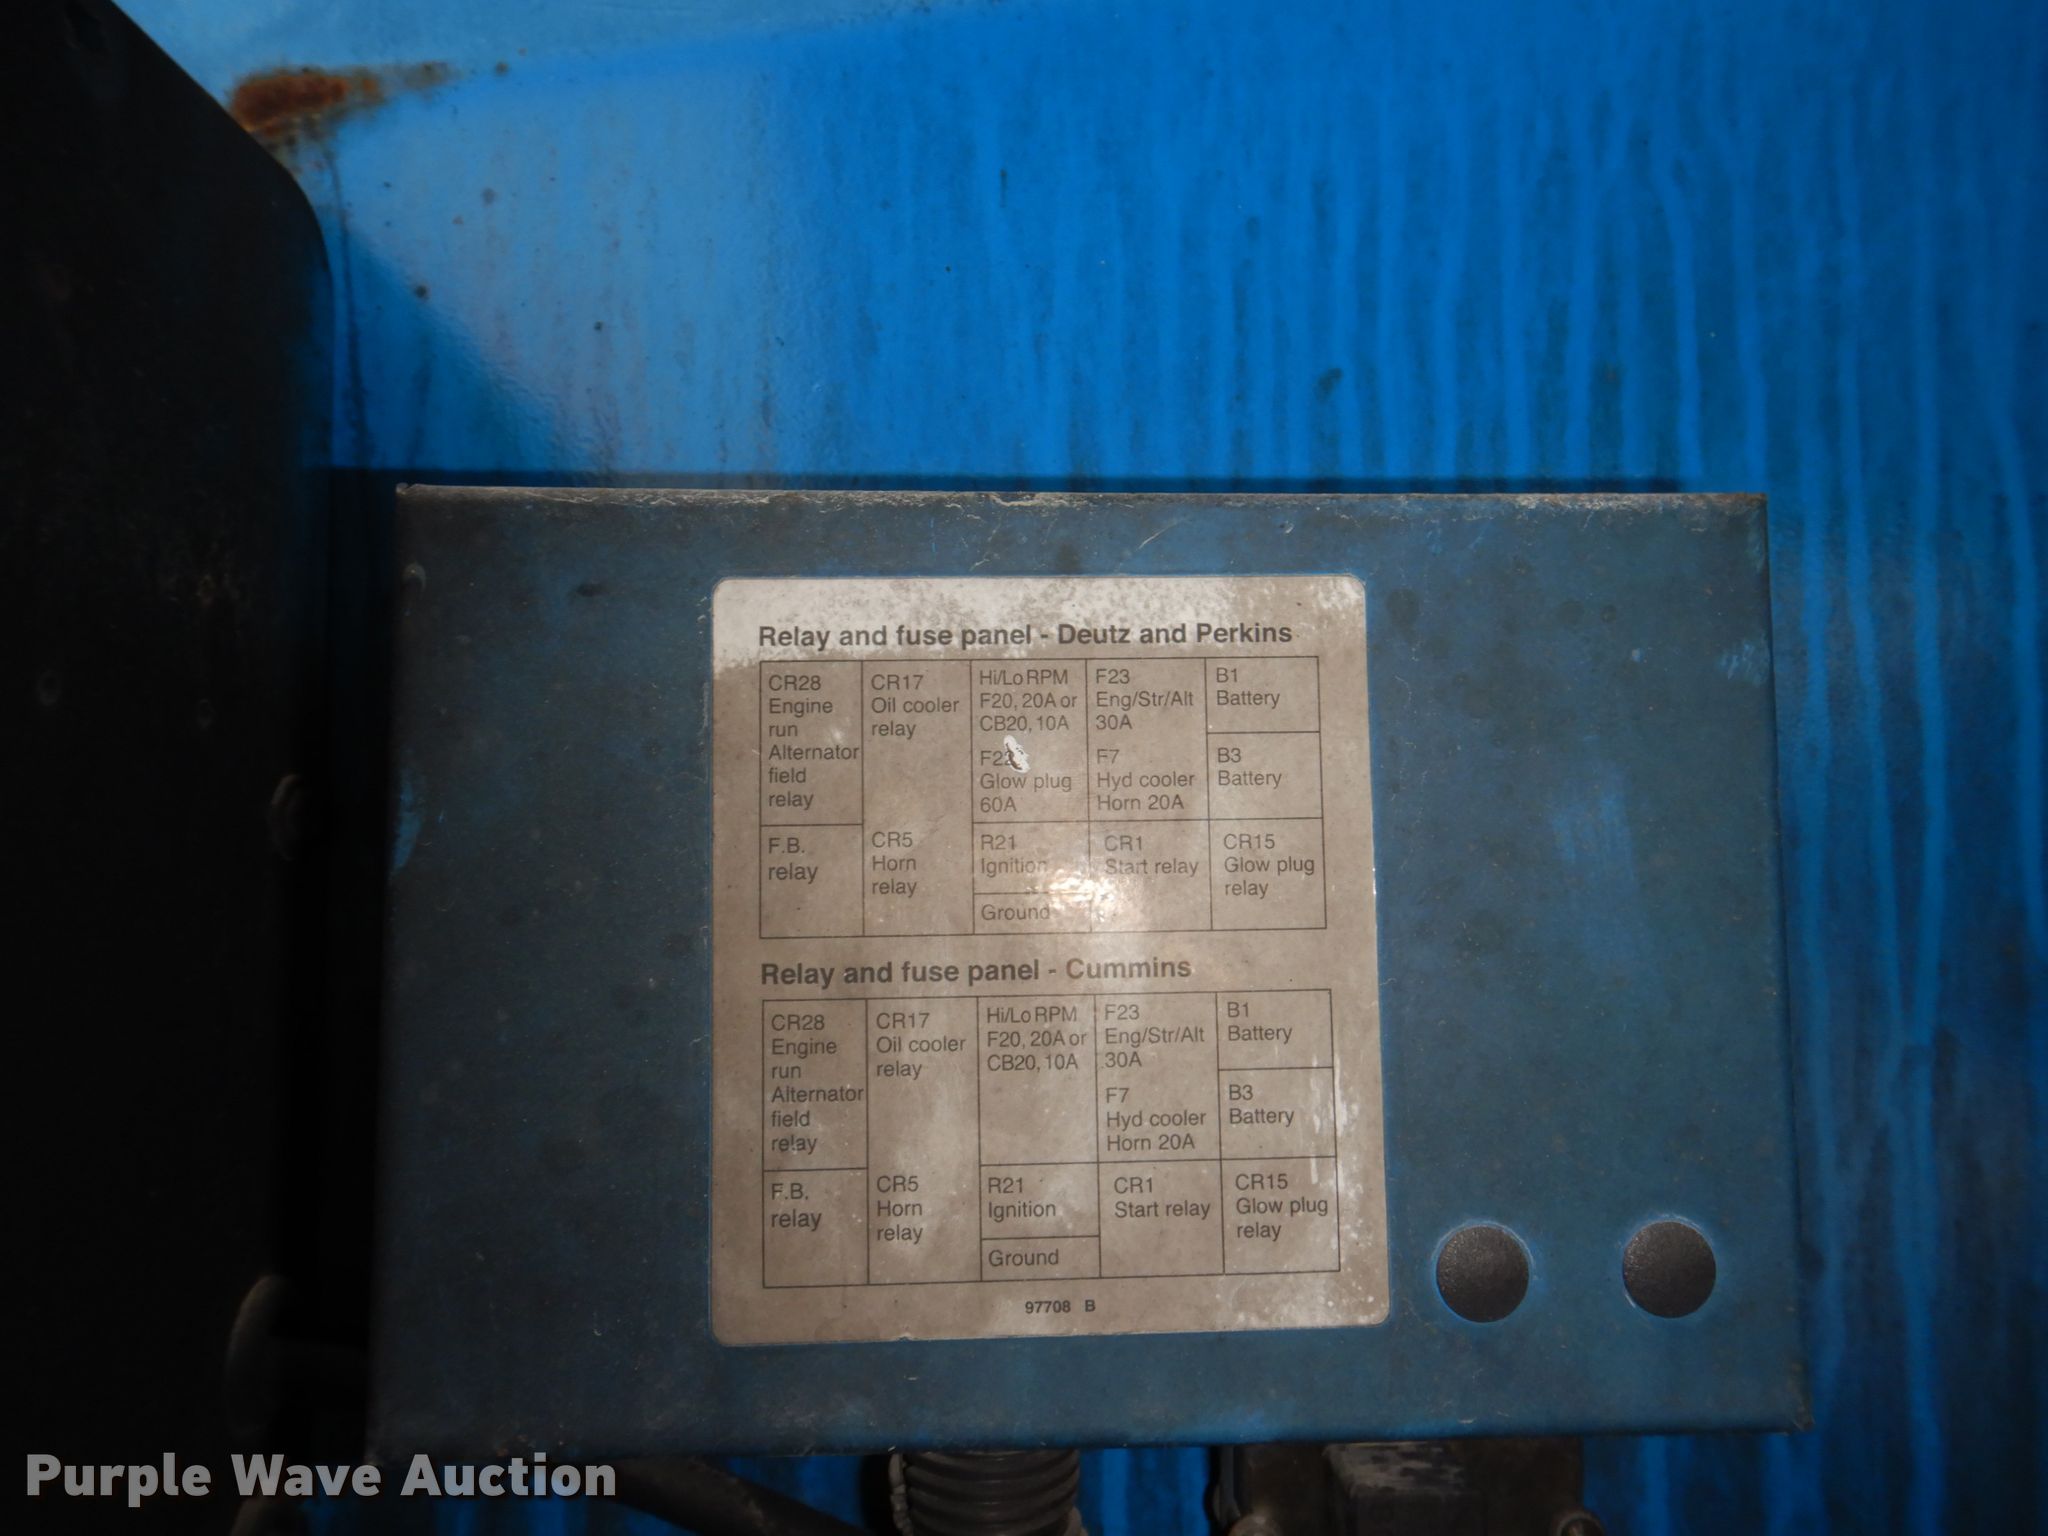 Relay and fuse panel - Deutz and Perkins
CR28
Engine
run
Alternator
field
relay
CR17
Oil cooler
relay
Hi/Lo RPM
F20, 20A or
CB20, 10A
F22
Glow plug
60A
F23
Eng/Str/Alt
30A
F7
Hyd cooler
Horn 20A
B1
Battery
B3
Battery
F.B.
relay
CR5
Horn
relay
R21
Ignition
Ground
CR1
Start relay
CR15
Glow plug
relay
Relay and fuse panel - Cummins
CR28
Engine
run
Alternator
field
relay
CR17
Oil cooler
relay
Hi/Lo RPM
F20, 20A or
CB20, 10A
F23
Eng/Str/Alt
30A
F7
Hyd cooler
Horn 20A
B1
Battery
B3
Battery
F.B.
relay
CR5
Horn
relay
R21
Ignition
Ground
CR1
Start relay
CR15
Glow plug
relay
97708 B
Purple Wave Auction